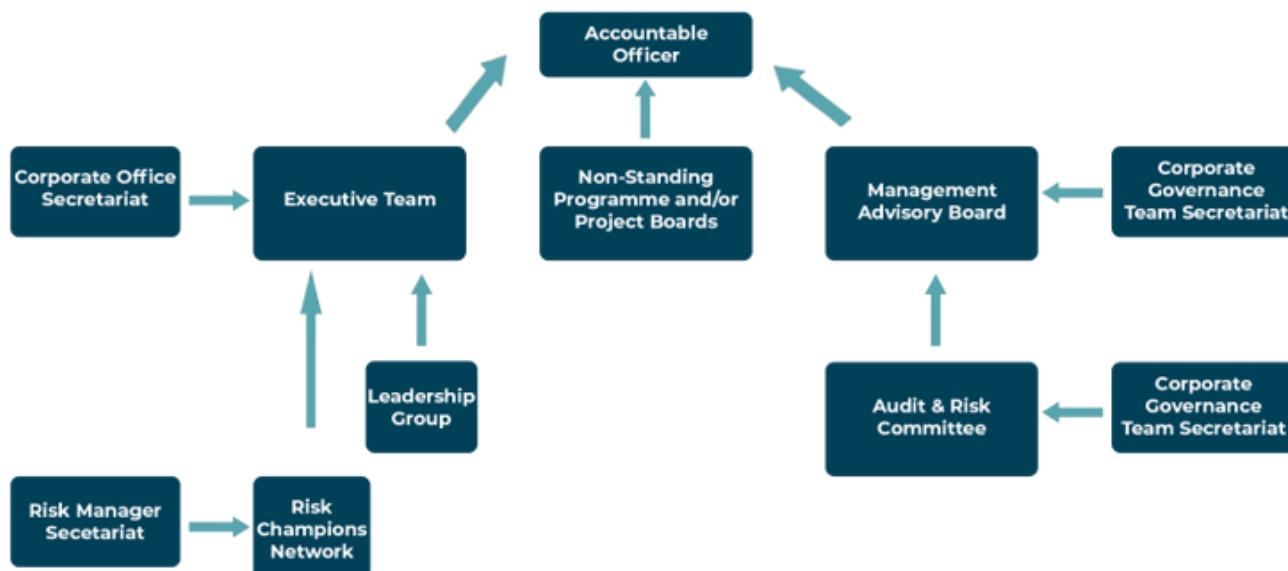 Accountable
Officer
Corporate Office
Secretariat
Executive Team
Non-Standing
Programme and/or
Project Boards
Management
Advisory Board
Corporate
Governance
Team Secretariat
Leadership
Group
Audit & Risk
Committee
Corporate
Governance
Team Secretariat
Risk Manager
Secetariat
Risk
Champions
Network